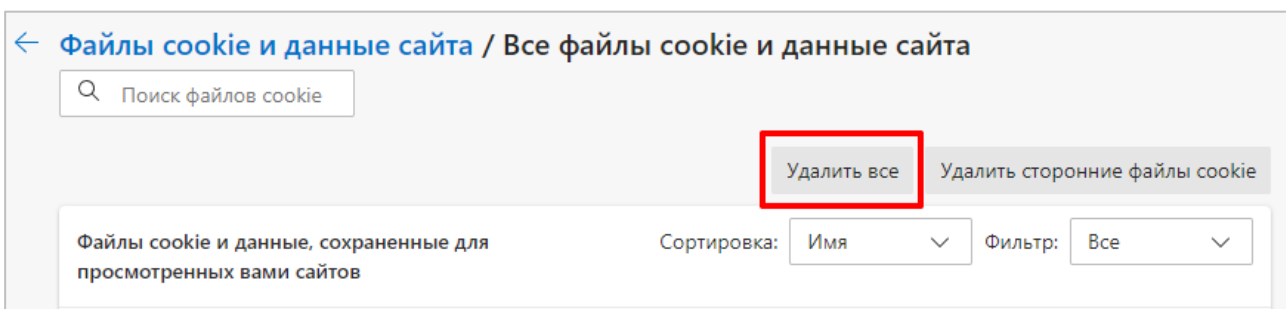 Файлы cookie и данные сайта / Все файлы cookie и данные сайта
Поиск файлов cookie
Удалить все Удалить сторонние файлы cookie
Файлы cookie и данные, сохраненные для
просмотренных вами сайтов
Сортировка: Имя Фильтр: Все